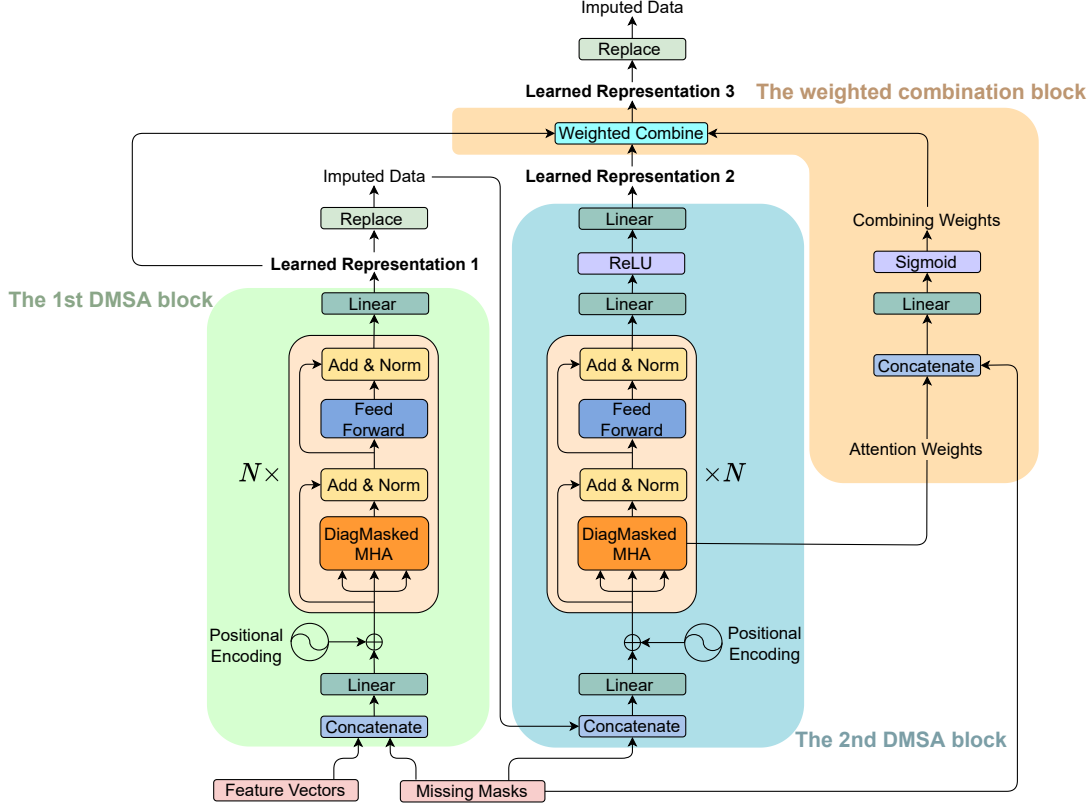 Imputed Data
Replace
Learned Representation 3
The weighted combination block
Weighted Combine
Imputed Data
Learned Representation 2
Replace
Linear
Combining Weights
Learned Representation 1
ReLU
Sigmoid
The 1st DMSA block
Linear
Linear
Linear
Add & Norm
Add & Norm
Concatenate
Feed
Forward
Feed
Forward
Attention Weights
N×
Add & Norm
Add & Norm
×N
DiagMasked
MHA
DiagMasked
MHA
Positional
Encoding
Positional
Encoding
Linear
Linear
Concatenate
Concatenate
The 2nd DMSA block
Feature Vectors
Missing Masks